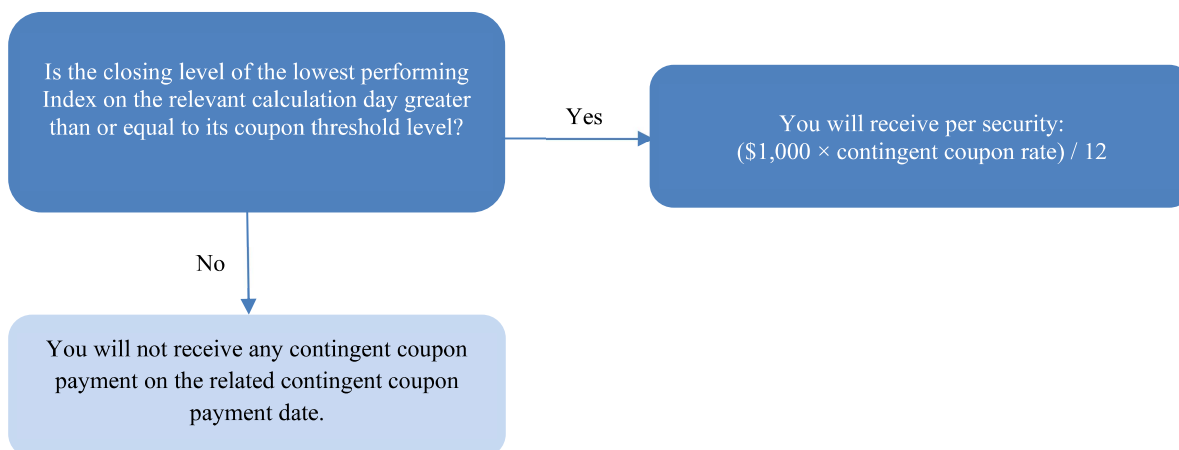 Is the closing level of the lowest performing
Index on the relevant calculation day greater
than or equal to its coupon threshold level?
Yes
You will receive per security:
($1,000 × contingent coupon rate) / 12
No
You will not receive any contingent coupon
payment on the related contingent coupon
payment date.